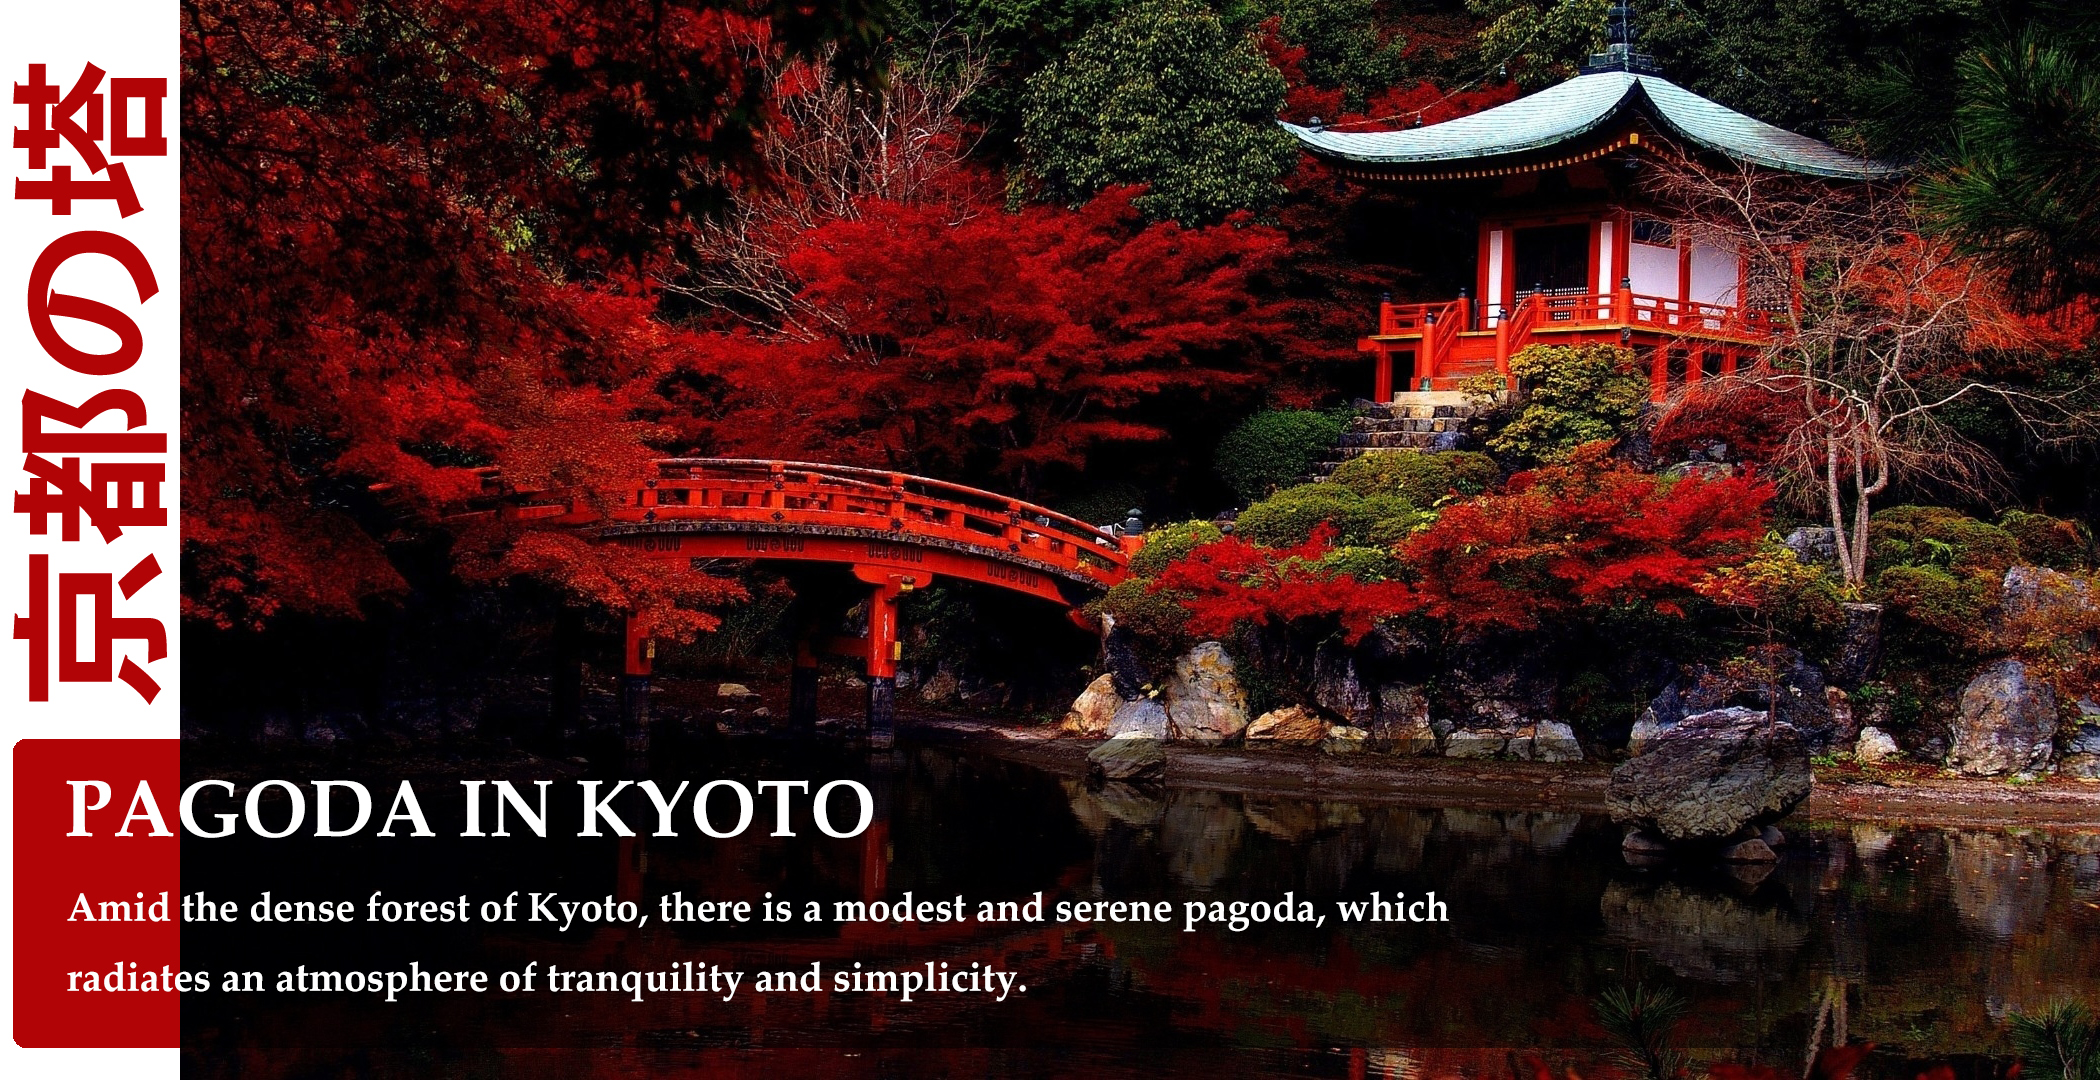 京都の塔
PAGODA IN KYOTO
Amid the dense forest of Kyoto, there is a modest and serene pagoda, which
radiates an atmosphere of tranquility and simplicity.